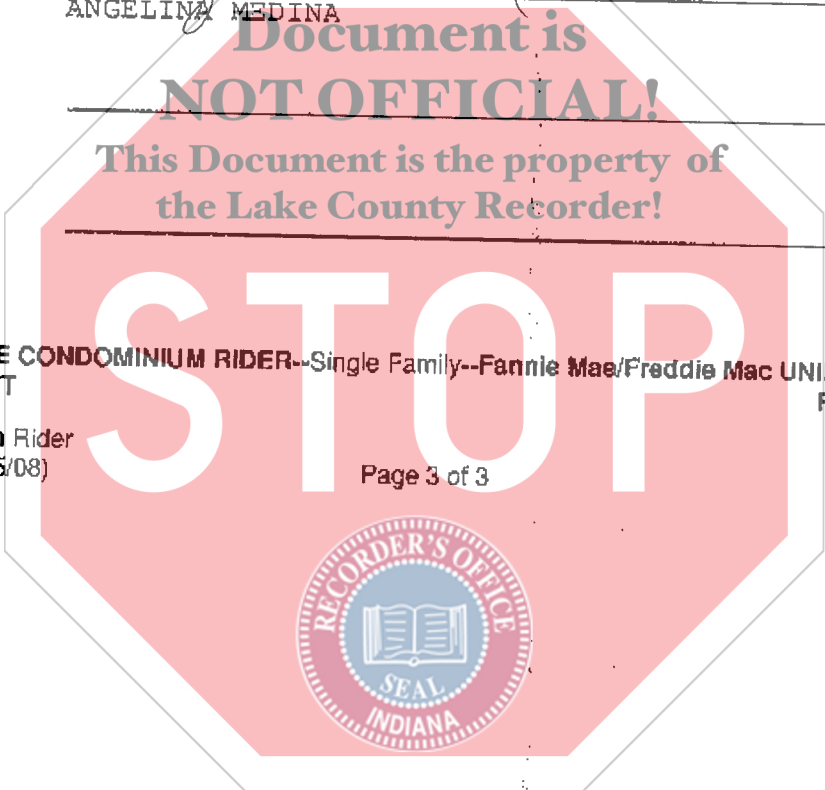 ANGELINA MEDINA
Document is
NOT OFFICIAL!
This Document is the property of
the Lake County Recorder!
STOP
E CONDOMINIUM RIDER--Single Family--Fannie Mae/Freddie Mac UNI
T
Rider
/08)
Page 3 of 3
RECORDER'S OFFICE
SEAL
INDIANA